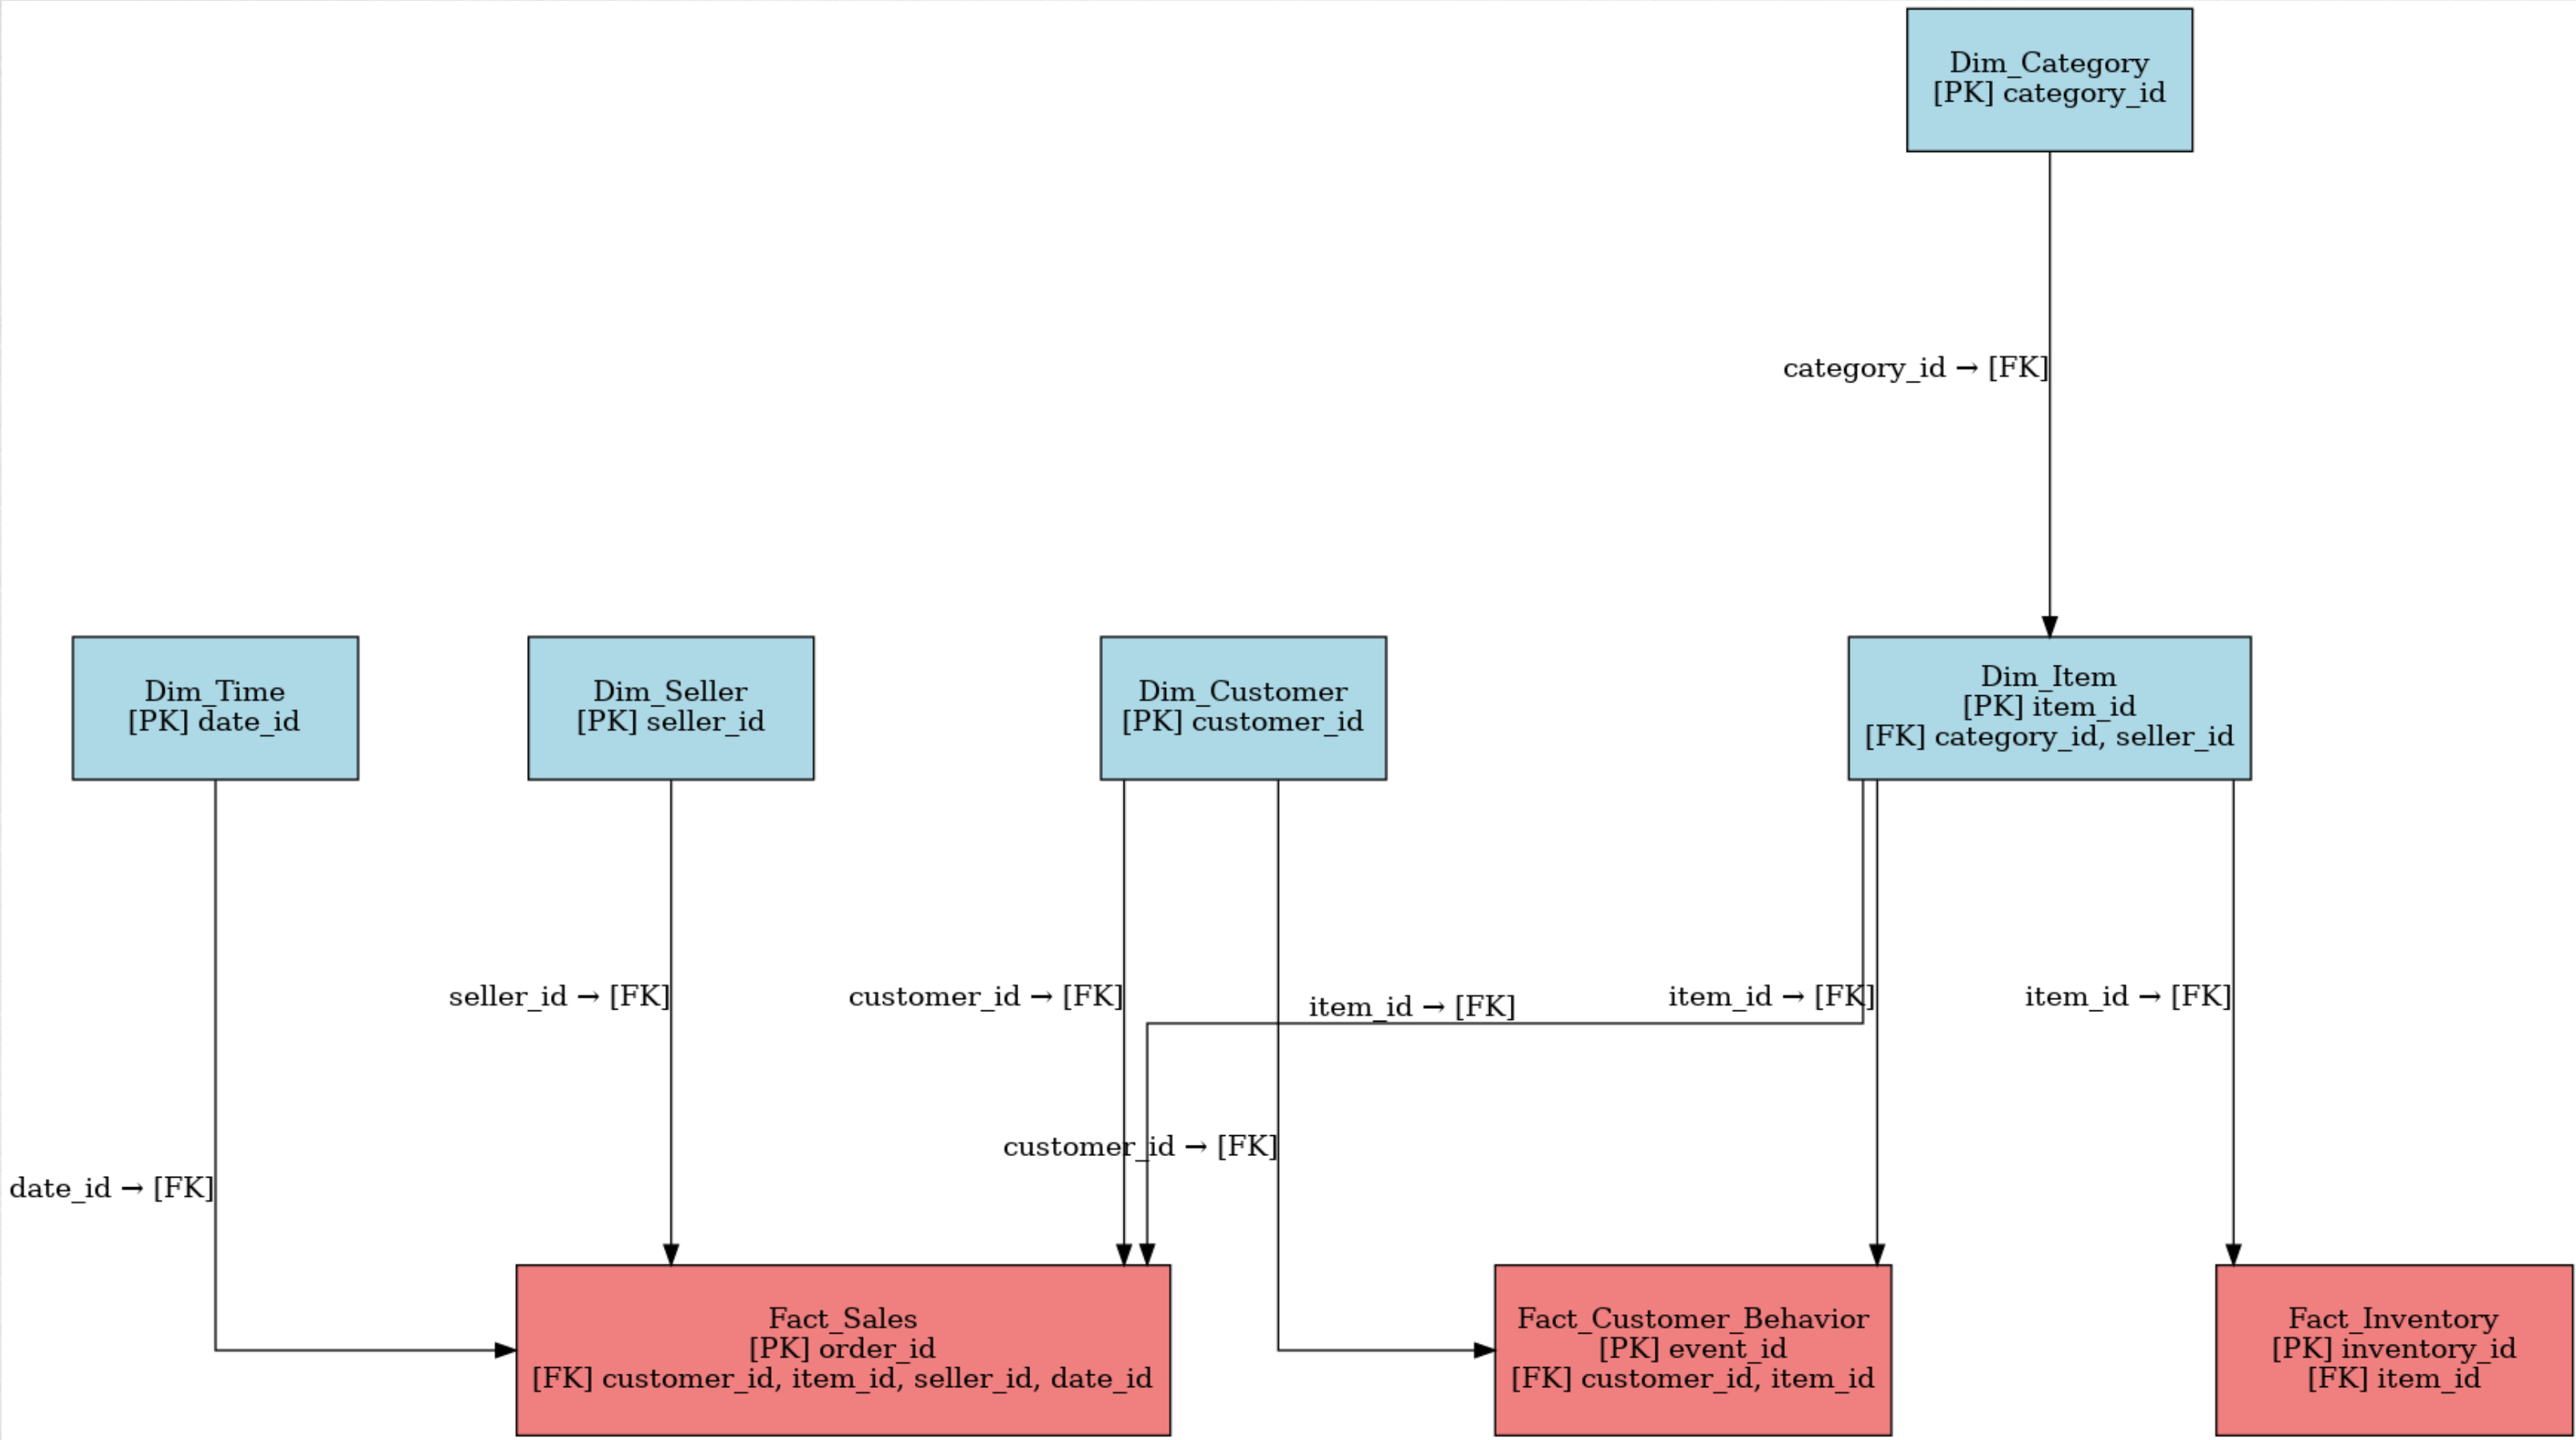 Dim_Category
[PK] category_id
category_id → [FK]
Dim_Time
[PK] date_id
Dim_Seller
[PK] seller_id
Dim_Customer
[PK] customer_id
Dim_Item
[PK] item_id
[FK] category_id, seller_id
seller_id → [FK]
customer_id → [FK]
item_id → [FK]
item_id → [FK]
item_id → [FK]
customer_id → [FK]
date_id → [FK]
Fact_Sales
[PK] order_id
[FK] customer_id, item_id, seller_id, date_id
Fact_Customer_Behavior
[PK] event_id
[FK] customer_id, item_id
Fact_Inventory
[PK] inventory_id
[FK] item_id